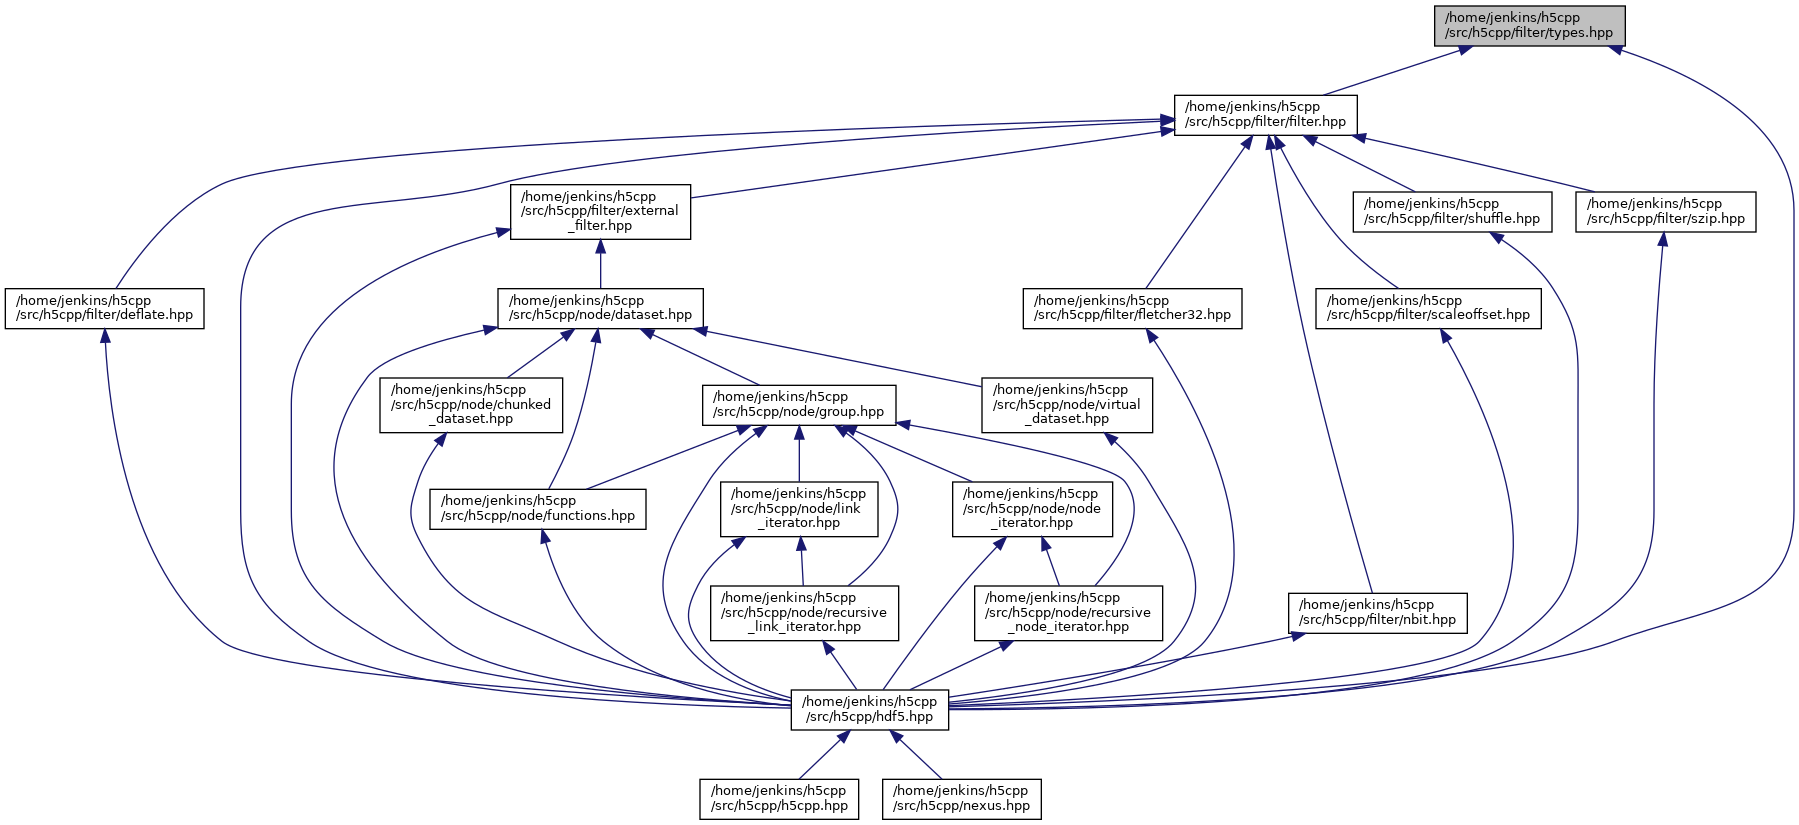 /home/jenkins/h5cpp
/src/h5cpp/filter/types.hpp
/home/jenkins/h5cpp
/src/h5cpp/filter/filter.hpp
/home/jenkins/h5cpp
/src/h5cpp/filter/external
_filter.hpp
/home/jenkins/h5cpp
/src/h5cpp/filter/shuffle.hpp
/home/jenkins/h5cpp
/src/h5cpp/filter/szip.hpp
/home/jenkins/h5cpp
/src/h5cpp/filter/deflate.hpp
/home/jenkins/h5cpp
/src/h5cpp/node/dataset.hpp
/home/jenkins/h5cpp
/src/h5cpp/filter/fletcher32.hpp
/home/jenkins/h5cpp
/src/h5cpp/filter/scaleoffset.hpp
/home/jenkins/h5cpp
/src/h5cpp/node/chunked
_dataset.hpp
/home/jenkins/h5cpp
/src/h5cpp/node/group.hpp
/home/jenkins/h5cpp
/src/h5cpp/node/virtual
_dataset.hpp
/home/jenkins/h5cpp
/src/h5cpp/node/functions.hpp
/home/jenkins/h5cpp
/src/h5cpp/node/link
_iterator.hpp
/home/jenkins/h5cpp
/src/h5cpp/node/node
_iterator.hpp
/home/jenkins/h5cpp
/src/h5cpp/node/recursive
_link_iterator.hpp
/home/jenkins/h5cpp
/src/h5cpp/node/recursive
_node_iterator.hpp
/home/jenkins/h5cpp
/src/h5cpp/filter/nbit.hpp
/home/jenkins/h5cpp
/src/h5cpp/hdf5.hpp
/home/jenkins/h5cpp
/src/h5cpp/h5cpp.hpp
/home/jenkins/h5cpp
/src/h5cpp/nexus.hpp